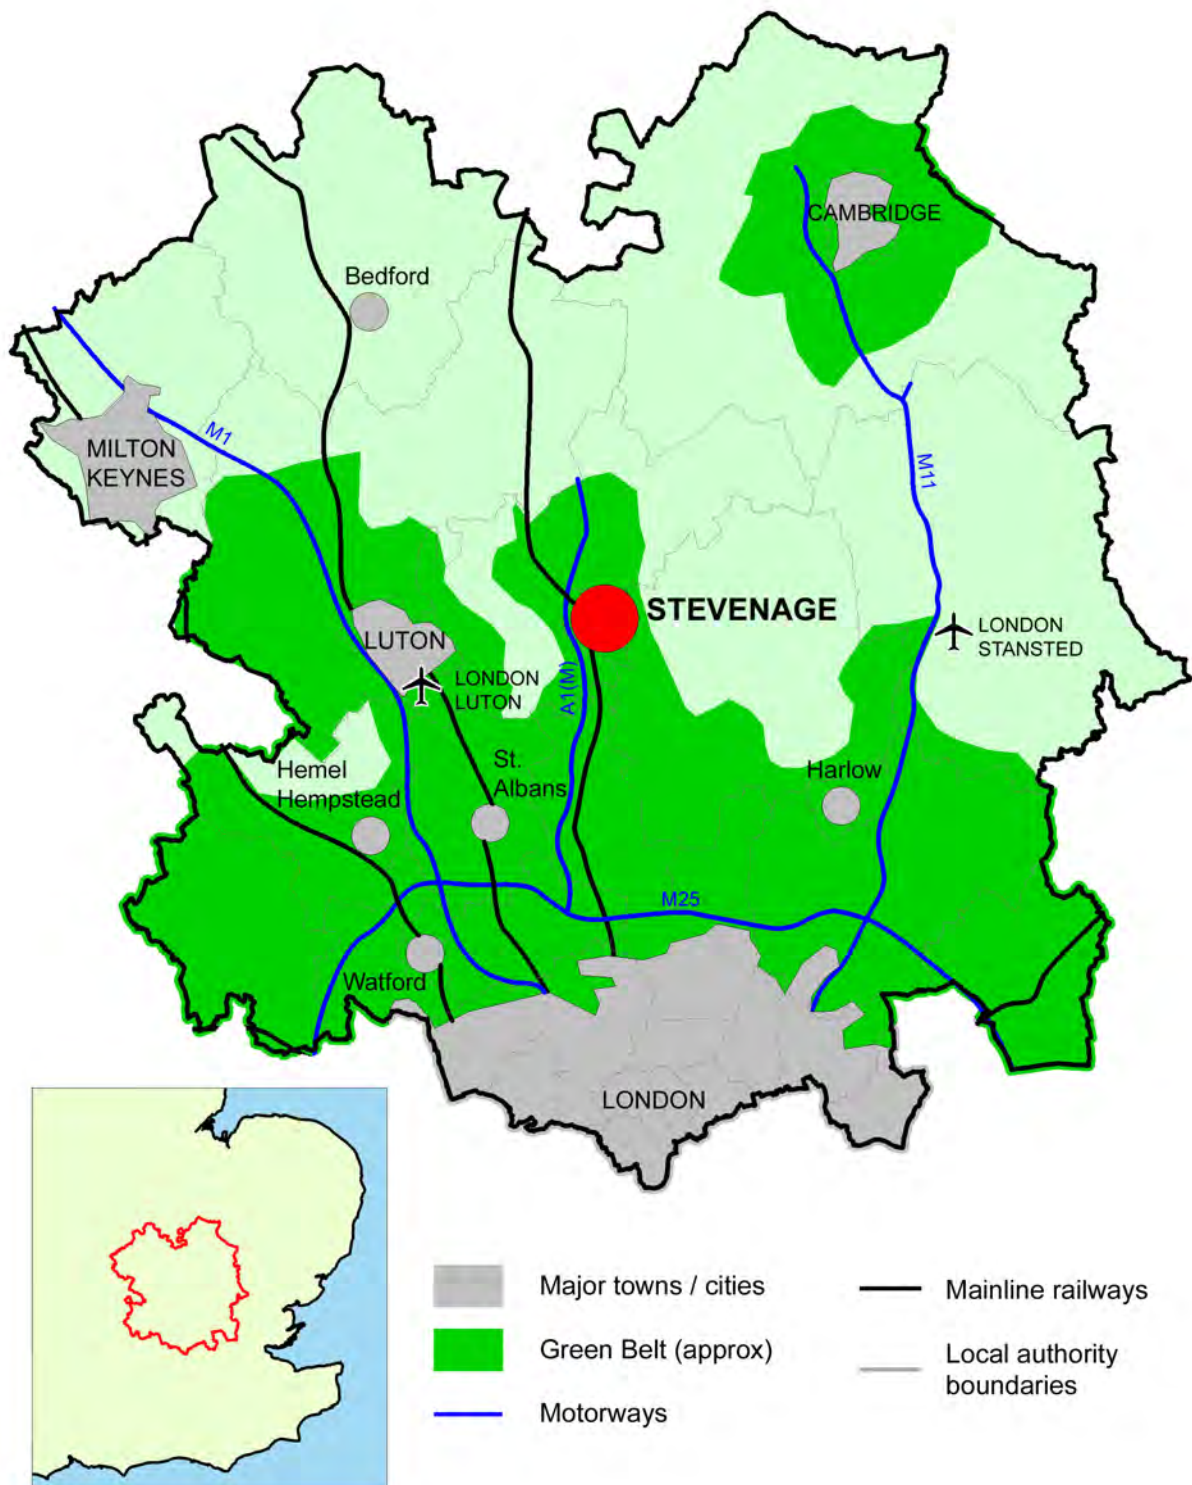 CAMBRIDGE
Bedford
M1
MILTON
KEYNES
M11
STEVENAGE
LONDON
STANSTED
LUTON
LONDON
LUTON
A1(M)
St.
Albans
Hemel
Hempstead
Harlow
M25
Watford
LONDON
Major towns / cities
Green Belt (approx)
Motorways
Mainline railways
Local authority
boundaries